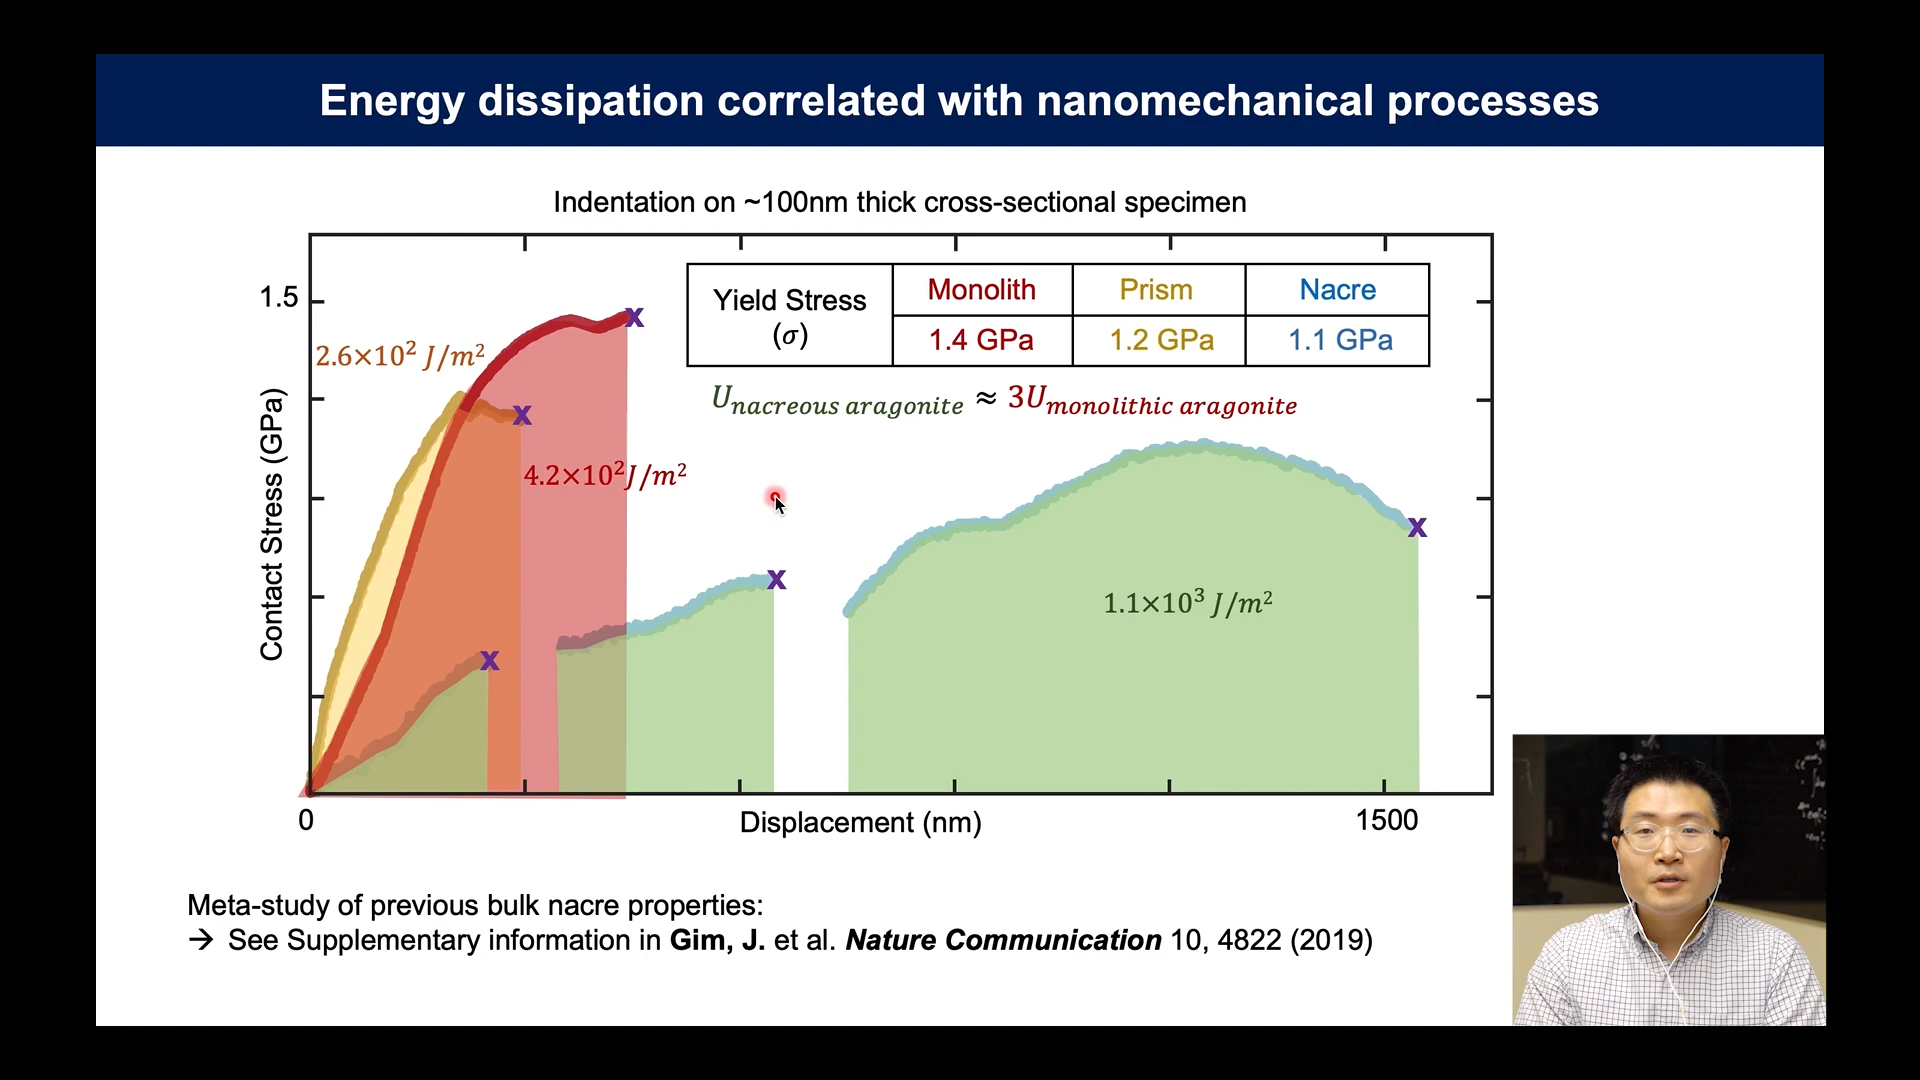 Energy dissipation correlated with nanomechanical processes
Indentation on ~100nm thick cross-sectional specimen
Yield Stress
(σ)
Monolith
Prism
Nacre
1.4 GPa
1.2 GPa
1.1 GPa
1.5
2.6×10² J/m²
U_nacreous aragonite ≈ 3U_monolithic aragonite
4.2×10² J/m²
1.1×10³ J/m²
x
x
x
x
x
Contact Stress (GPa)
0
Displacement (nm)
1500
Meta-study of previous bulk nacre properties:
→ See Supplementary information in Gim, J. et al. Nature Communication 10, 4822 (2019)